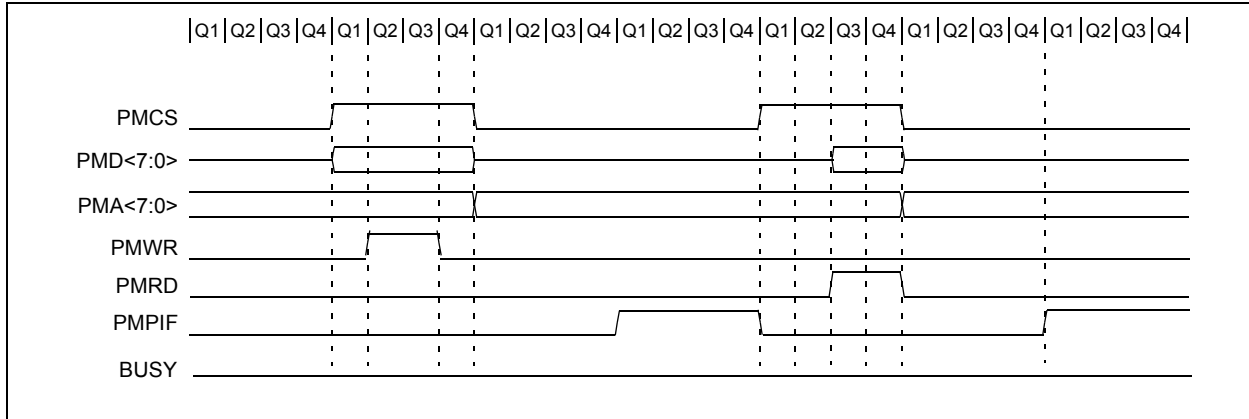 Q1 Q2 Q3 Q4 Q1 Q2 Q3 Q4 Q1 Q2 Q3 Q4 Q1 Q2 Q3 Q4 Q1 Q2 Q3 Q4 Q1 Q2 Q3 Q4 Q1 Q2 Q3 Q4
PMCS
PMD<7:0>
PMA<7:0>
PMWR
PMRD
PMPIF
BUSY